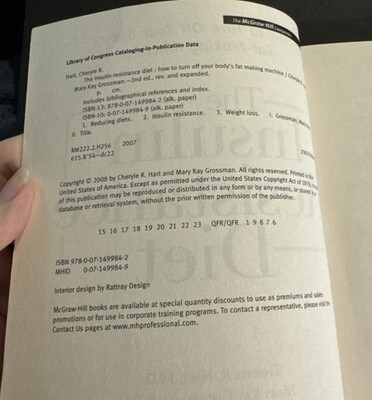 The McGraw-Hill Companies
Library of Congress Cataloging-in-Publication Data
Hart, Cheryle R.
The insulin-resistance diet : how to turn off your body's fat making machine / Cheryle
Mary Kay Grossman.—2nd ed., rev. and expanded.
p. cm.
Includes bibliographical references and index.
ISBN-13: 978-0-07-149984-2 (alk. paper)
ISBN-10: 0-07-149984-9 (alk. paper)
1. Reducing diets. 2. Insulin resistance. 3. Weight loss. I. Grossman,
II. Title.
RM222.2.H256 2007
615.8'54—dc22
Copyright © 2008 by Cheryle R. Hart and Mary Kay Grossman. All rights reserved. Printed in the
United States of America. Except as permitted under the United States Copyright Act of 1976, no part
of this publication may be reproduced or distributed in any form or by any means, or stored in a
database or retrieval system, without the prior written permission of the publisher.
15 16 17 18 19 20 21 22 23 QFR/QFR 1 9 8 7 6
ISBN 978-0-07-149984-2
MHID 0-07-149984-9
Interior design by Rattray Design
McGraw-Hill books are available at special quantity discounts to use as premiums and sales
promotions or for use in corporate training programs. To contact a representative, please visit the
Contact Us pages at www.mhprofessional.com.